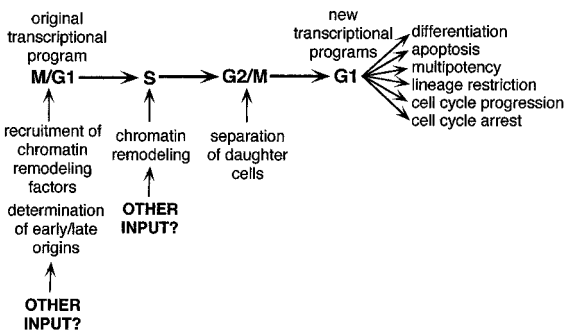 original
transcriptional
program
new
transcriptional
programs
M/G1
S
G2/M
G1
differentiation
apoptosis
multipotency
lineage restriction
cell cycle progression
cell cycle arrest
recruitment of
chromatin
remodeling
factors
determination
of early/late
origins
OTHER
INPUT?
chromatin
remodeling
OTHER
INPUT?
separation
of daughter
cells